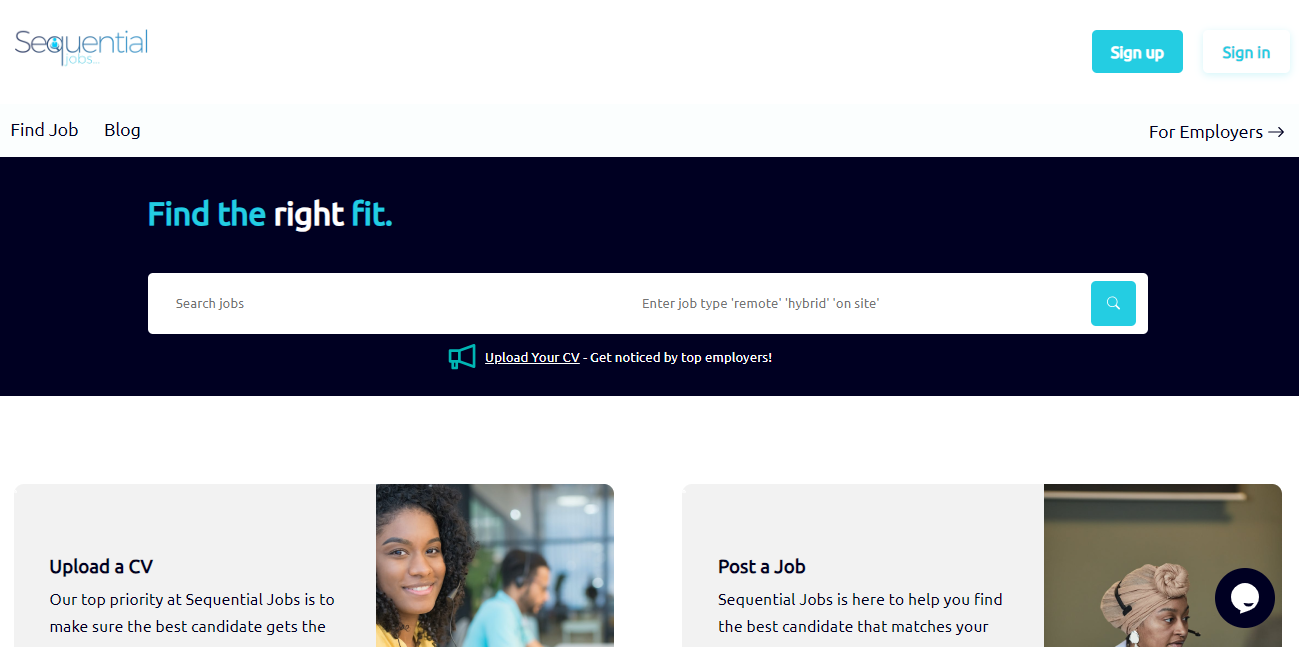 Sequential
jobs...
Sign up
Sign in
Find Job
Blog
For Employers →
Find the right fit.
Search jobs
Enter job type 'remote' 'hybrid' 'on site'
Upload Your CV - Get noticed by top employers!
Upload a CV
Our top priority at Sequential Jobs is to
make sure the best candidate gets the
Post a Job
Sequential Jobs is here to help you find
the best candidate that matches your